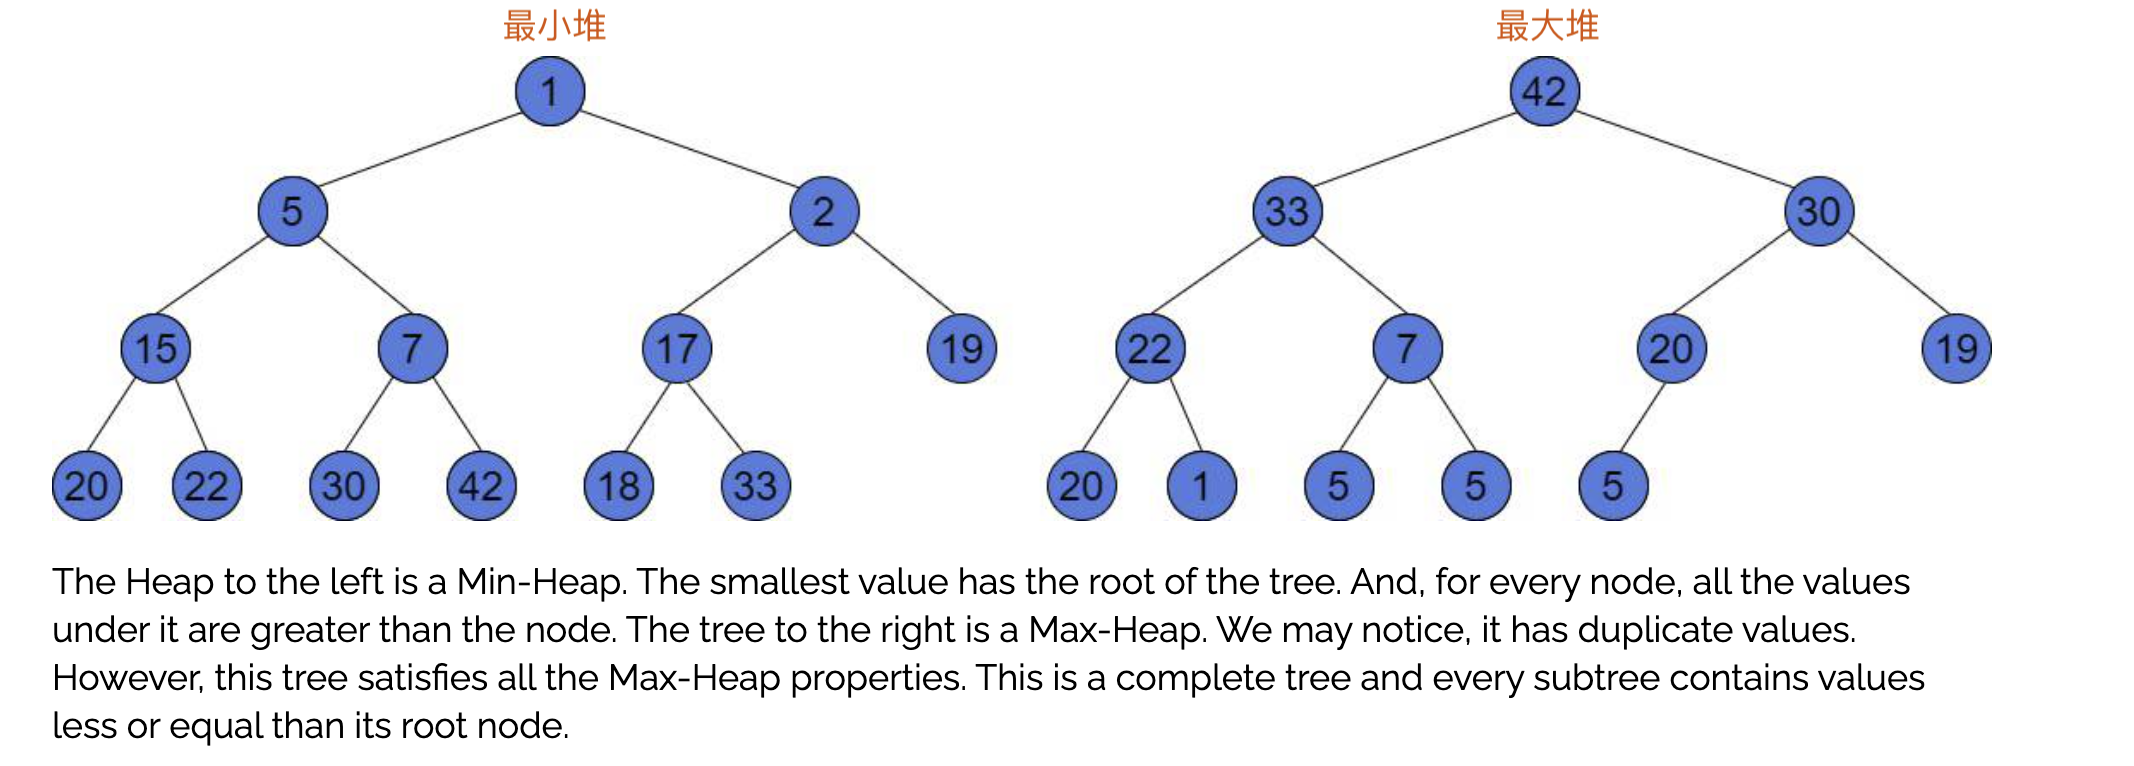 最小堆 最大堆
1 42
5 2 33 30
15 7 17 19 22 7 20 19
20 22 30 42 18 33 20 1 5 5 5
The Heap to the left is a Min-Heap. The smallest value has the root of the tree. And, for every node, all the values
under it are greater than the node. The tree to the right is a Max-Heap. We may notice, it has duplicate values.
However, this tree satisfies all the Max-Heap properties. This is a complete tree and every subtree contains values
less or equal than its root node.